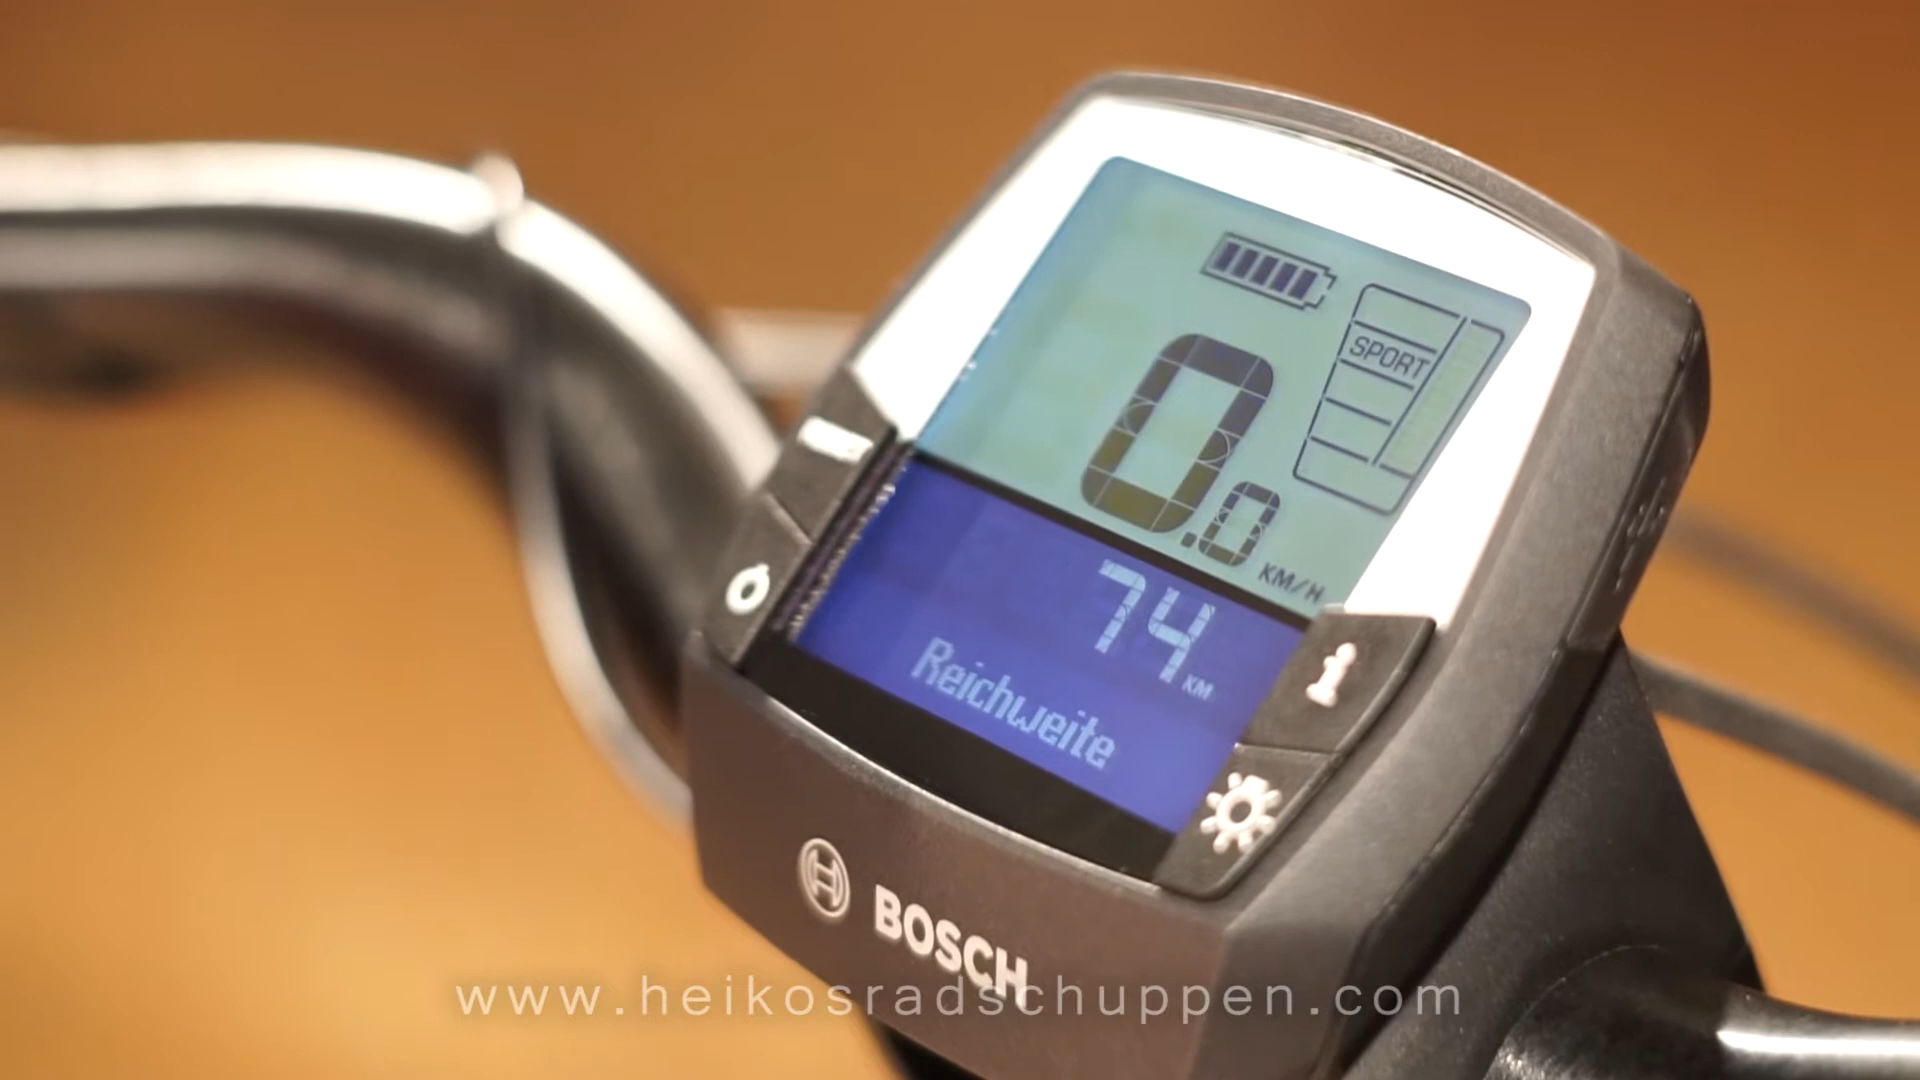 SPORT
0.0
KM/H
74 KM
Reichweite
BOSCH
www.heikosradschuppen.com